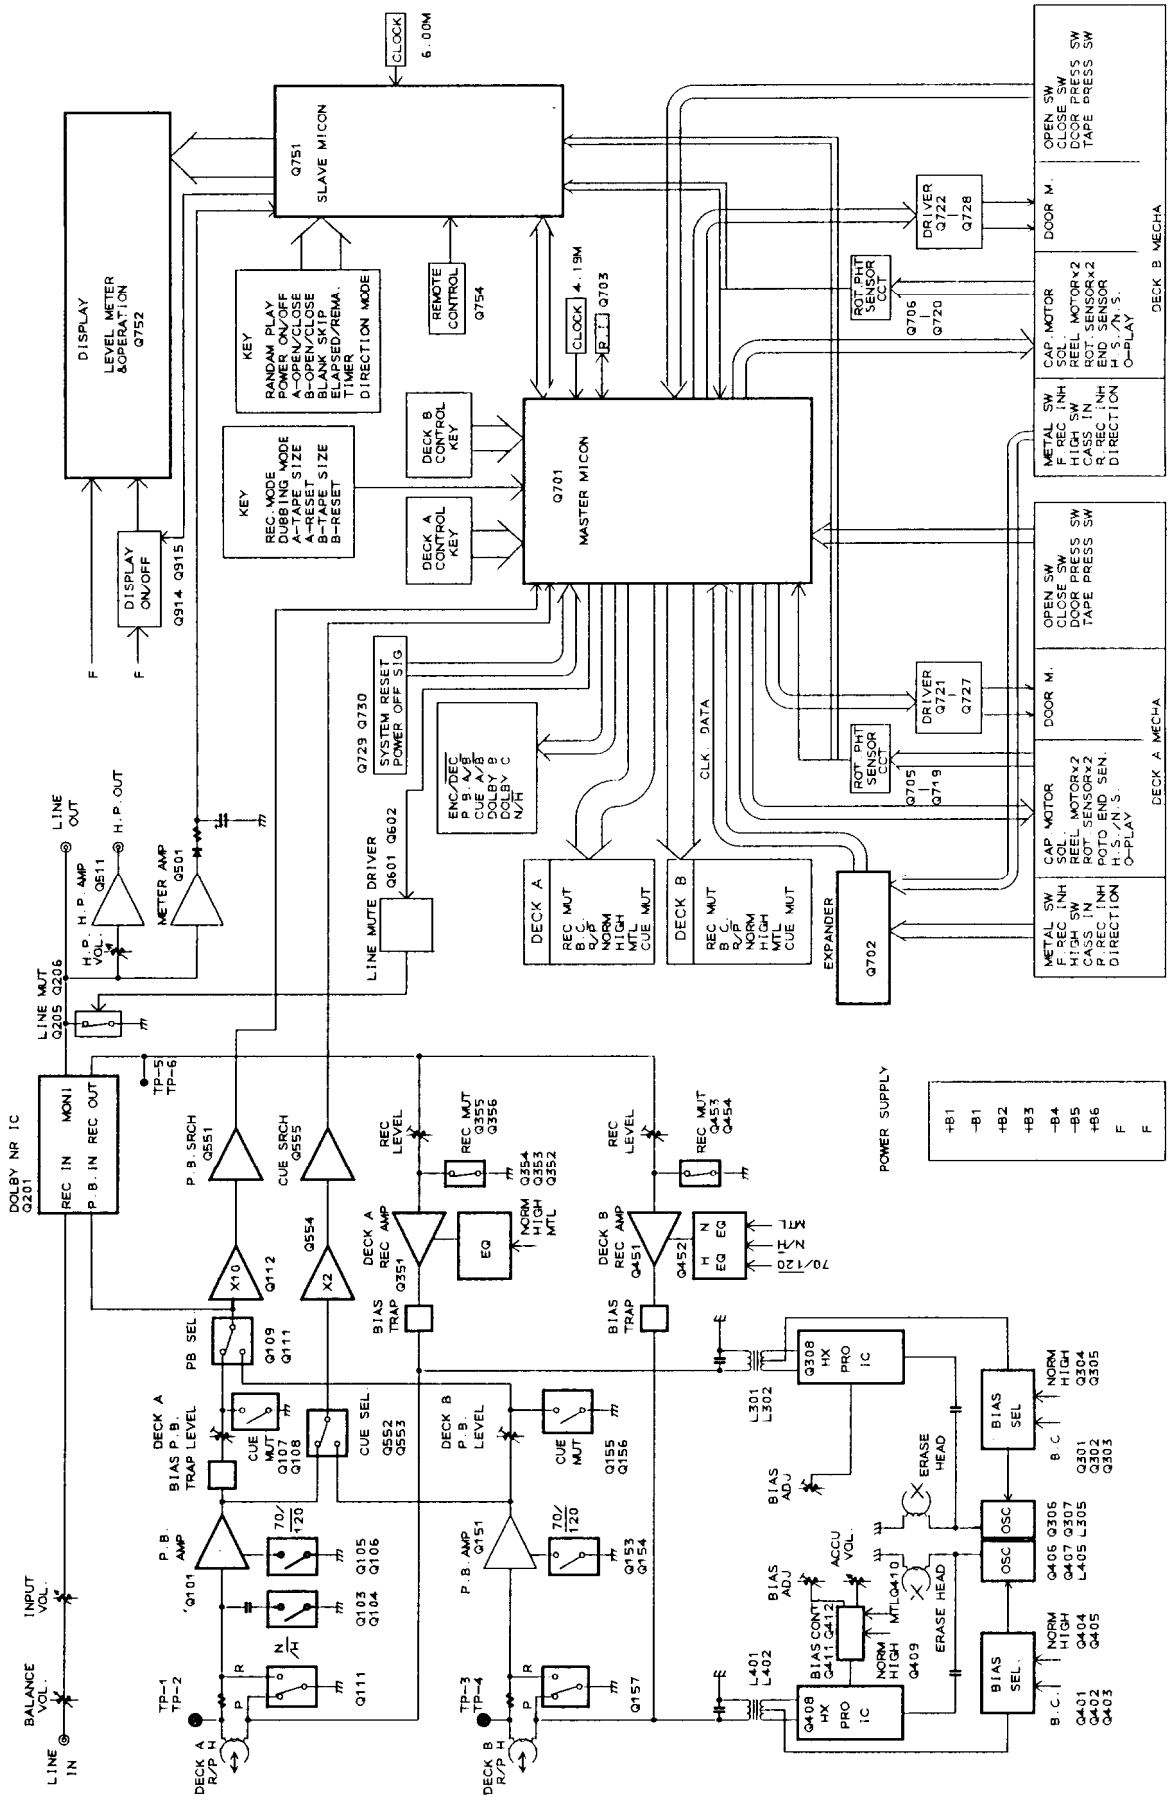 LINE
IN
BALANCE
VOL.
INPUT
VOL.
DOLBY NR IC
Q201
REC IN
MONI
P.B. IN
REC OUT
TP-5
TP-6
LINE MUT
Q205 Q206
LINE
OUT
H.P.
VOL.
H.P. AMP
Q511
H.P.OUT
METER AMP
Q501
LINE MUTE DRIVER
Q601 Q602
F
F
DISPLAY
ON/OFF
Q914 Q915
DISPLAY
LEVEL METER
&OPERATION
Q752
DECK A
R/P H
TP-1
TP-2
P
R
N/H
Q111
Q103
Q104
Q101
P.B.
AMP
70/
120
Q105
Q106
BIAS
TRAP
DECK A
P.B.
LEVEL
CUE
MUT
Q107
Q108
PB SEL.
Q109
Q111
X10
Q112
P.B. SRCH
Q551
CUE SEL.
Q552
Q553
X2
Q554
CUE SRCH
Q555
DECK B
R/P H
TP-3
TP-4
P
R
Q157
P.B.AMP
Q151
70/
120
Q153
Q154
DECK B
P.B.
LEVEL
CUE
MUT
Q155
Q156
BIAS
TRAP
DECK A
REC AMP
Q351
EQ
NORM
HIGH
MTL
Q354
Q353
Q352
REC
LEVEL
REC MUT
Q355
Q356
BIAS
TRAP
DECK B
REC AMP
Q451
Q452
H
EQ
N
EQ
70/120
N/H
MTL
REC
LEVEL
REC MUT
Q453
Q454
L401
L402
Q408
HX
PRO
IC
BIAS CONT
Q411 Q412
BIAS
ADJ
ACCU
VOL.
NORM
HIGH
Q409
MTL
Q410
ERASE HEAD
ERASE
HEAD
BIAS
ADJ
L301
L302
Q308
HX
PRO
IC
BIAS
SEL.
B.C.
NORM
HIGH
Q401
Q402
Q403
Q404
Q405
OSC
OSC
Q406 Q306
Q407 Q307
L405 L305
BIAS
SEL
B.C
NORM
HIGH
Q301
Q302
Q303
Q304
Q305
POWER SUPPLY
+B1
-B1
+B2
+B3
-B4
-B5
+B6
F
F
KEY
REC.MODE
DUBBING MODE
A-TAPE SIZE
A-RESET
B-TAPE SIZE
B-RESET
KEY
RANDAM PLAY
POWER ON/OFF
A-OPEN/CLOSE
B-OPEN/CLOSE
BLANK SKIP
ELAPSED/REMA.
TIMER
DIRECTION MODE
Q751
SLAVE MICON
CLOCK
6.00M
REMOTE
CONTROL
Q754
Q729 Q730
SYSTEM RESET
POWER OFF SIG
DECK A
CONTROL
KEY
DECK B
CONTROL
KEY
CLOCK
4.19M
R.I
Q703
Q701
MASTER MICON
ENC/DEC
P.B.A/B
CUE A/B
DOLBY B
DOLBY C
N/H
DECK A
REC MUT
B.C.
R/P
NORM
HIGH
MTL
CUE MUT
DECK B
REC MUT
B.C.
R/P
NORM
HIGH
MTL
CUE MUT
CLK. DATA
EXPANDER
Q702
ROT.PHT
SENSOR
CCT
Q705
Q719
DRIVER
Q721
Q727
ROT.PHT
SENSOR
CCT
Q706
Q720
DRIVER
Q722
Q728
METAL SW
F.REC INH
HIGH SW
CASS IN
R.REC INH
DIRECTION
CAP.MOTOR
SOL.
REEL MOTORx2
ROT.SENSORx2
POTO END SEN.
H.S./N.S.
O-PLAY
DOOR M.
OPEN SW
CLOSE SW
DOOR PRESS SW
TAPE PRESS SW
DECK A MECHA
METAL SW
F.REC INH
HIGH SW
CASS IN
R.REC INH
DIRECTION
CAP.MOTOR
SOL.
REEL MOTORx2
ROT.SENSORx2
END SENSOR
H.S./N.S.
O-PLAY
DOOR M.
OPEN SW
CLOSE SW
DOOR PRESS SW
TAPE PRESS SW
DECK B MECHA